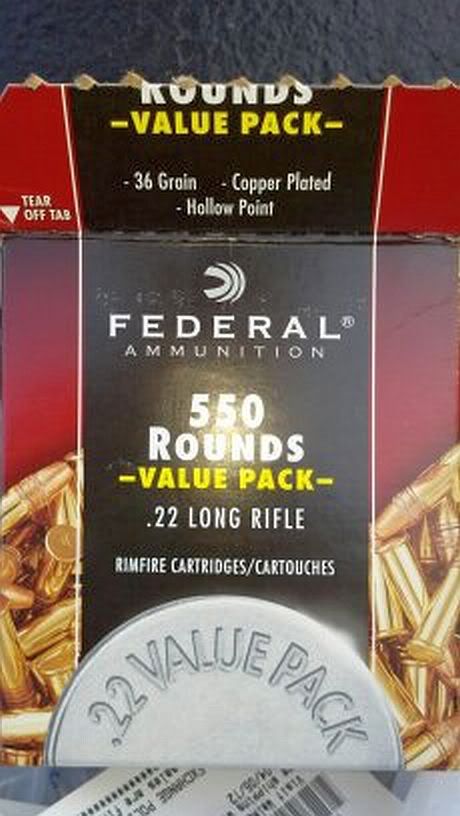 ROUNDS
–VALUE PACK–
- 36 Grain - Copper Plated
- Hollow Point
TEAR
OFF TAB
FEDERAL®
AMMUNITION
550
ROUNDS
–VALUE PACK–
.22 LONG RIFLE
RIMFIRE CARTRIDGES/CARTOUCHES
.22 VALUE PACK